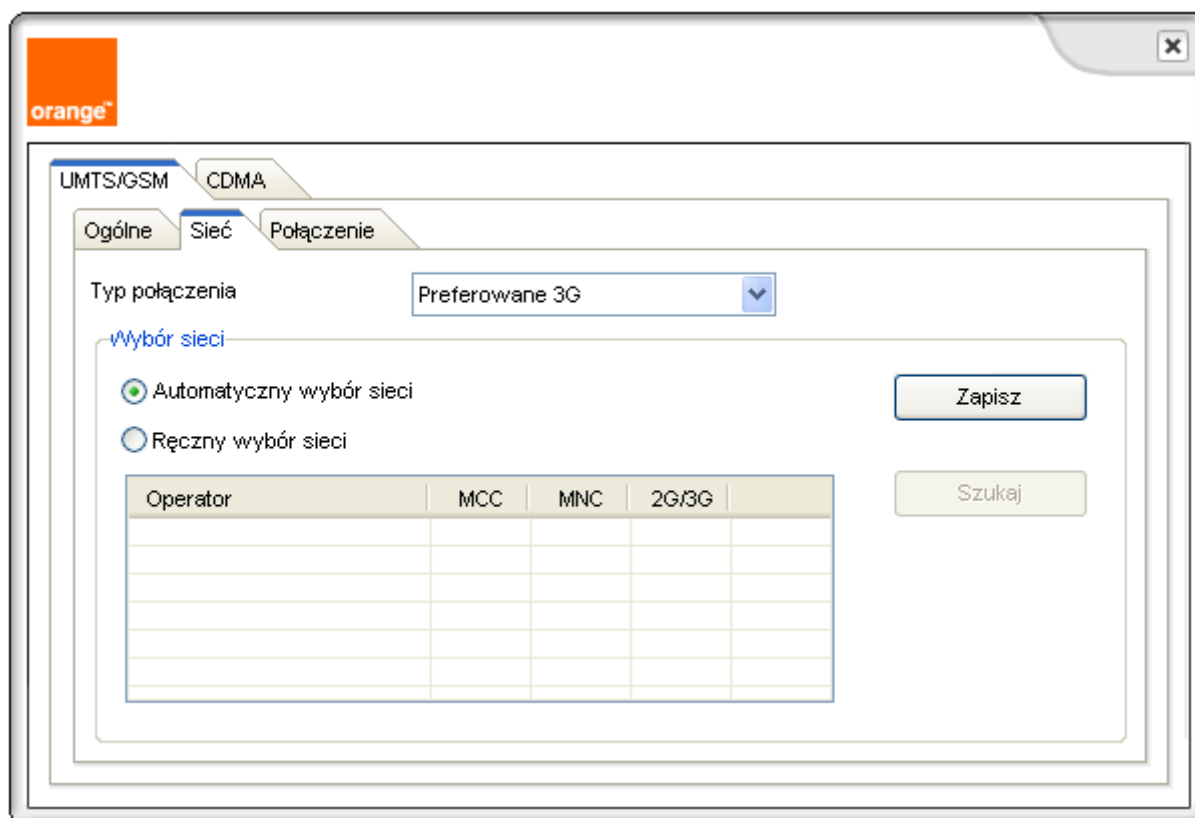 orange™
UMTS/GSM CDMA
Ogólne Sieć Połączenie
Typ połączenia Preferowane 3G
Wybór sieci
Automatyczny wybór sieci Zapisz
Ręczny wybór sieci
Operator MCC MNC 2G/3G Szukaj